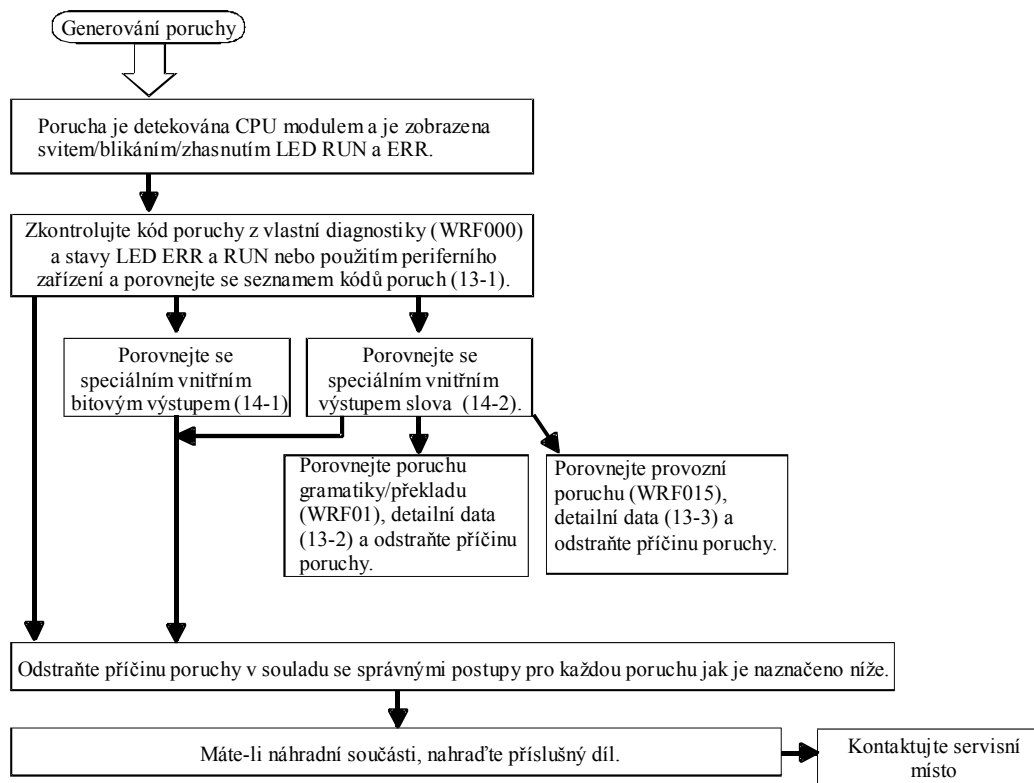 Generování poruchy
Porucha je detekována CPU modulem a je zobrazena
svitem/blikáním/zhasnutím LED RUN a ERR.
Zkontrolujte kód poruchy z vlastní diagnostiky (WRF000)
a stavy LED ERR a RUN nebo použitím periferního
zařízení a porovnejte se seznamem kódů poruch (13-1).
Porovnejte se
speciálním vnitřním
bitovým výstupem (14-1)
Porovnejte se
speciálním vnitřním
výstupem slova (14-2).
Porovnejte poruchu
gramatiky/překladu
(WRF01), detailní data
(13-2) a odstraňte příčinu
poruchy.
Porovnejte provozní
poruchu (WRF015),
detailní data (13-3) a
odstraňte příčinu poruchy.
Odstraňte příčinu poruchy v souladu se správnými postupy pro každou poruchu jak je naznačeno níže.
Máte-li náhradní součásti, nahraďte příslušný díl.
Kontaktujte servisní
místo